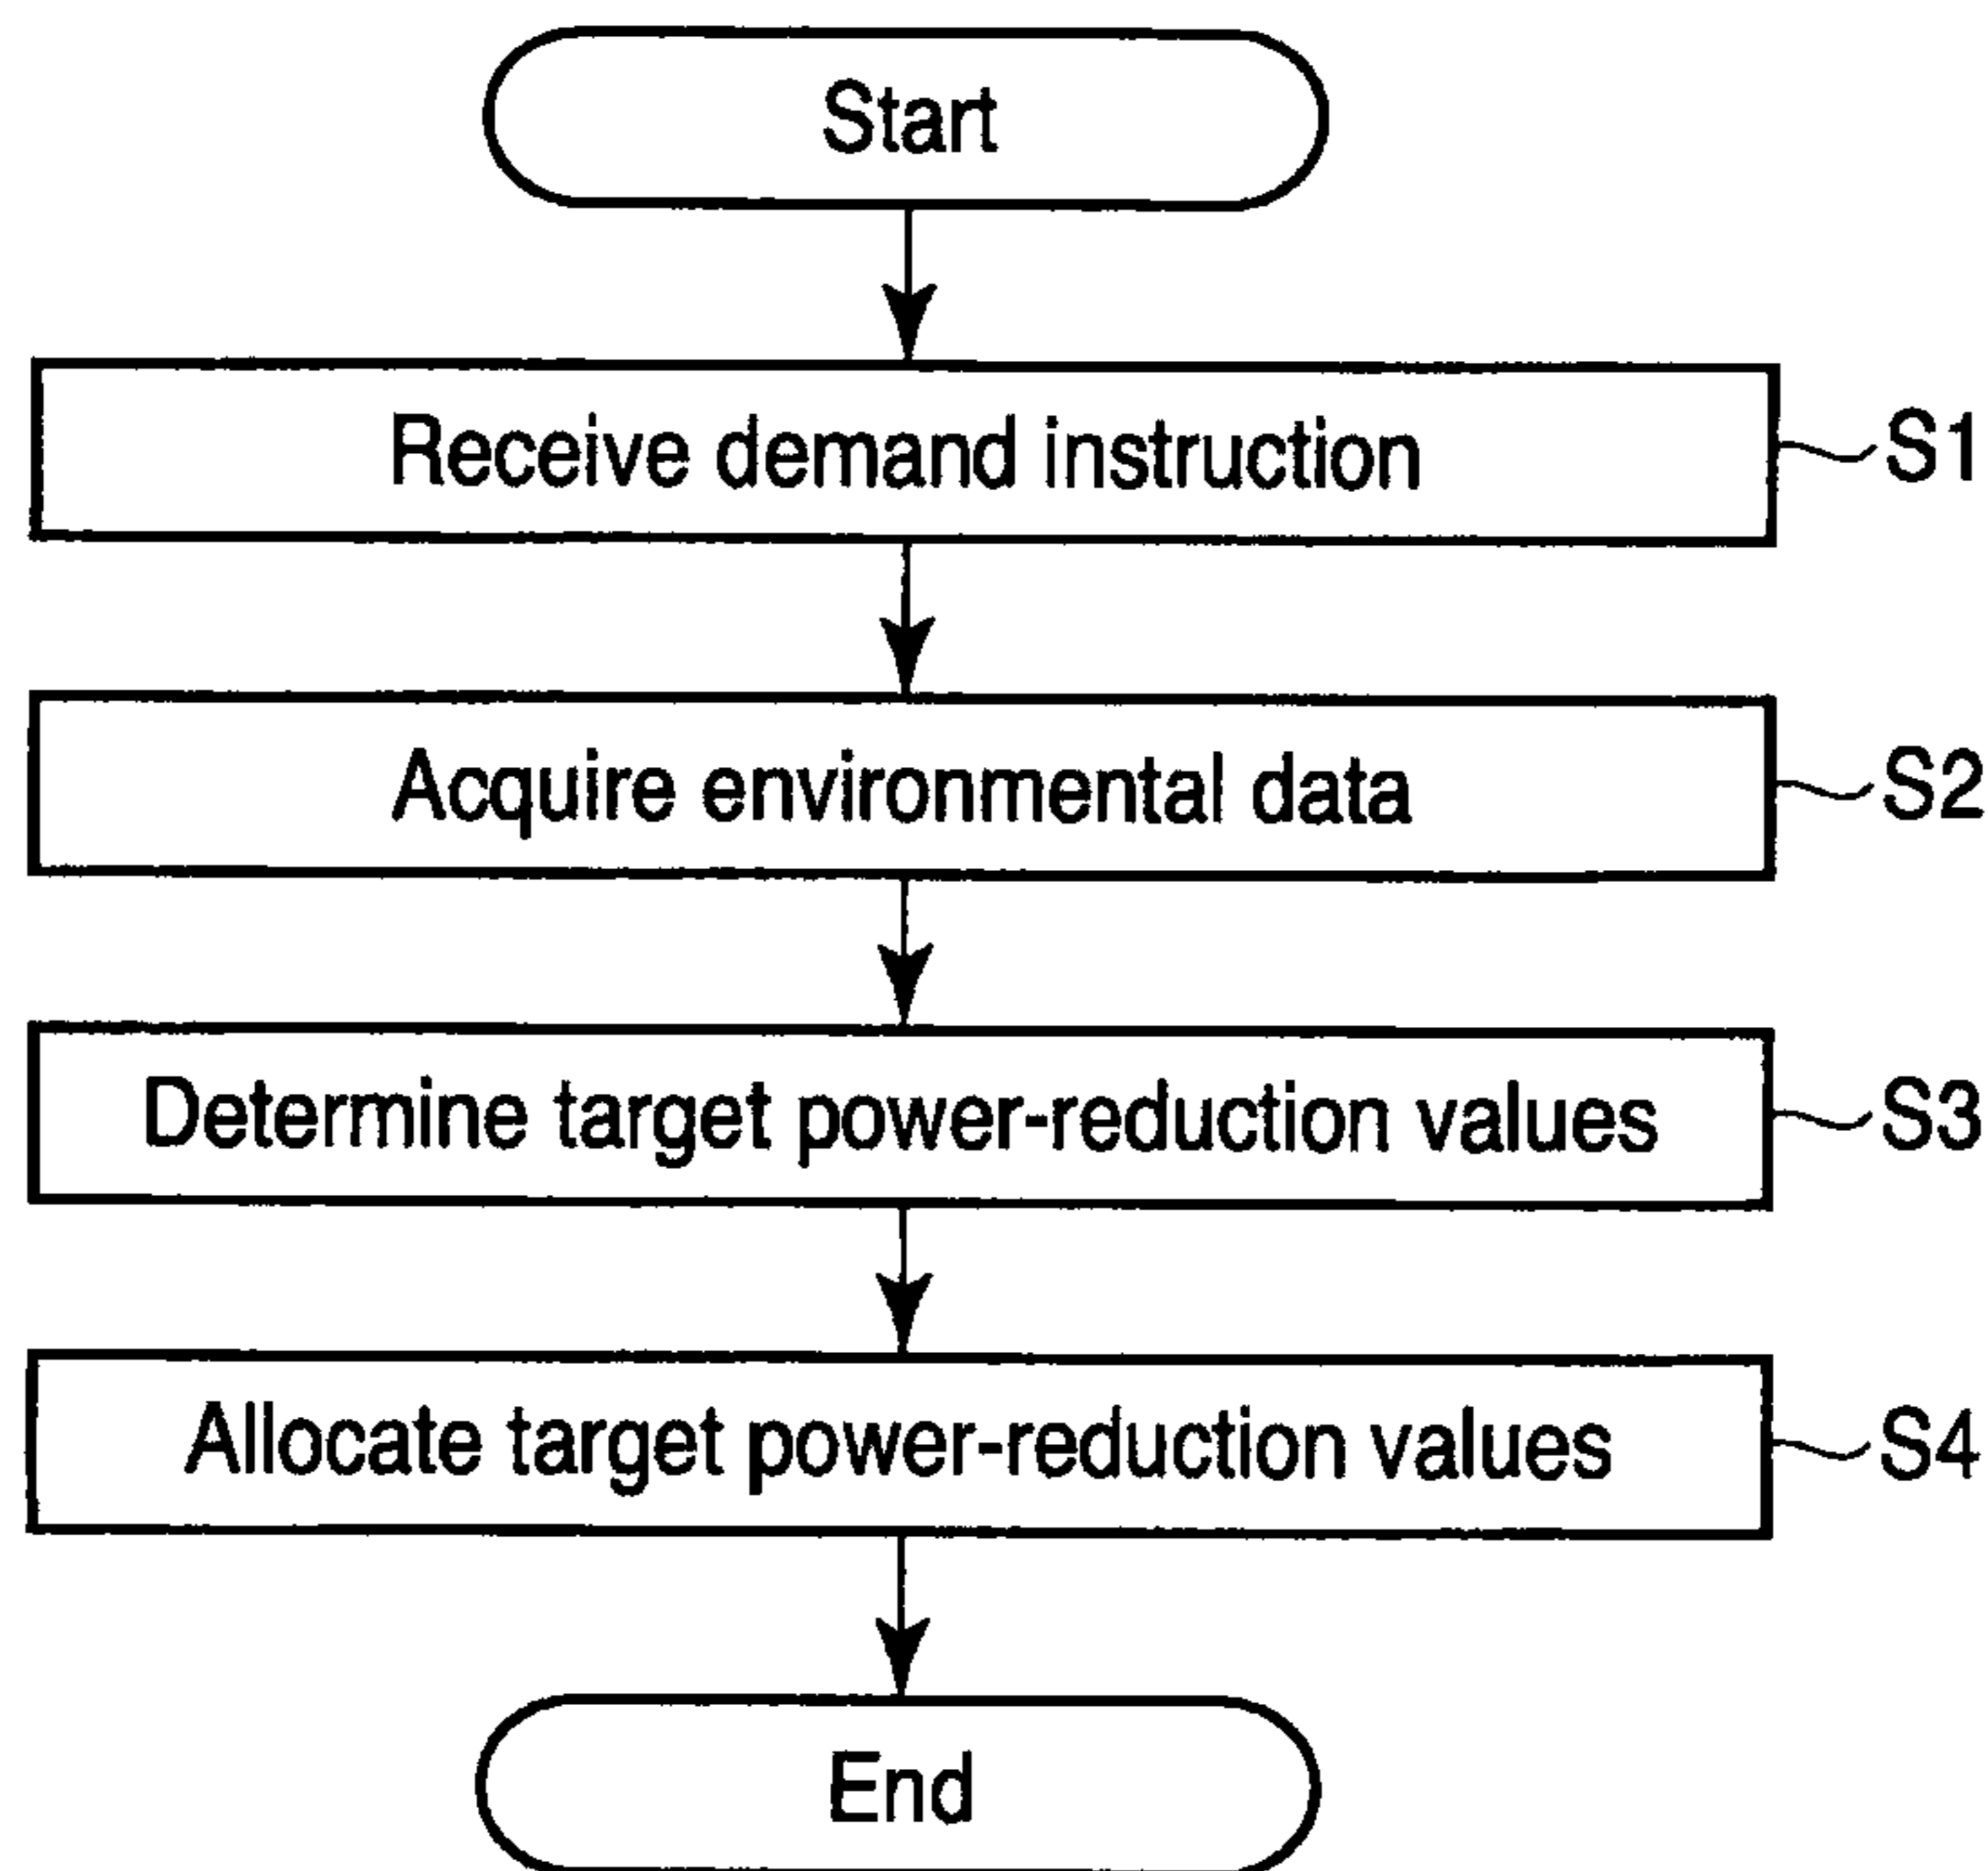 Start
Receive demand instruction S1
Acquire environmental data S2
Determine target power-reduction values S3
Allocate target power-reduction values S4
End